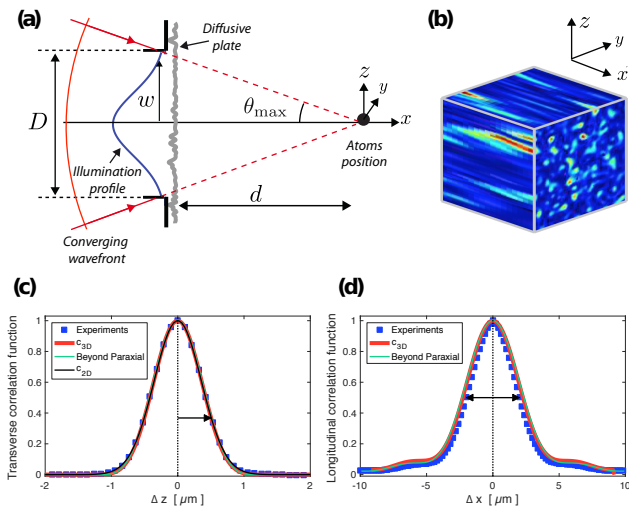 (a)
Diffusive
plate
z
y
w
θmax
x
D
Atoms
position
Illumination
profile
d
Converging
wavefront
(b)
z
y
x
(c)
Transverse correlation function
1
0.8
0.6
0.4
0.2
0
Experiments
c3D
Beyond Paraxial
c2D
-2
-1
0
1
2
Δ z [ μm]
(d)
Longitudinal correlation function
1
0.8
0.6
0.4
0.2
0
Experiments
c3D
Beyond Paraxial
-10
-5
0
5
10
Δ x [ μm]